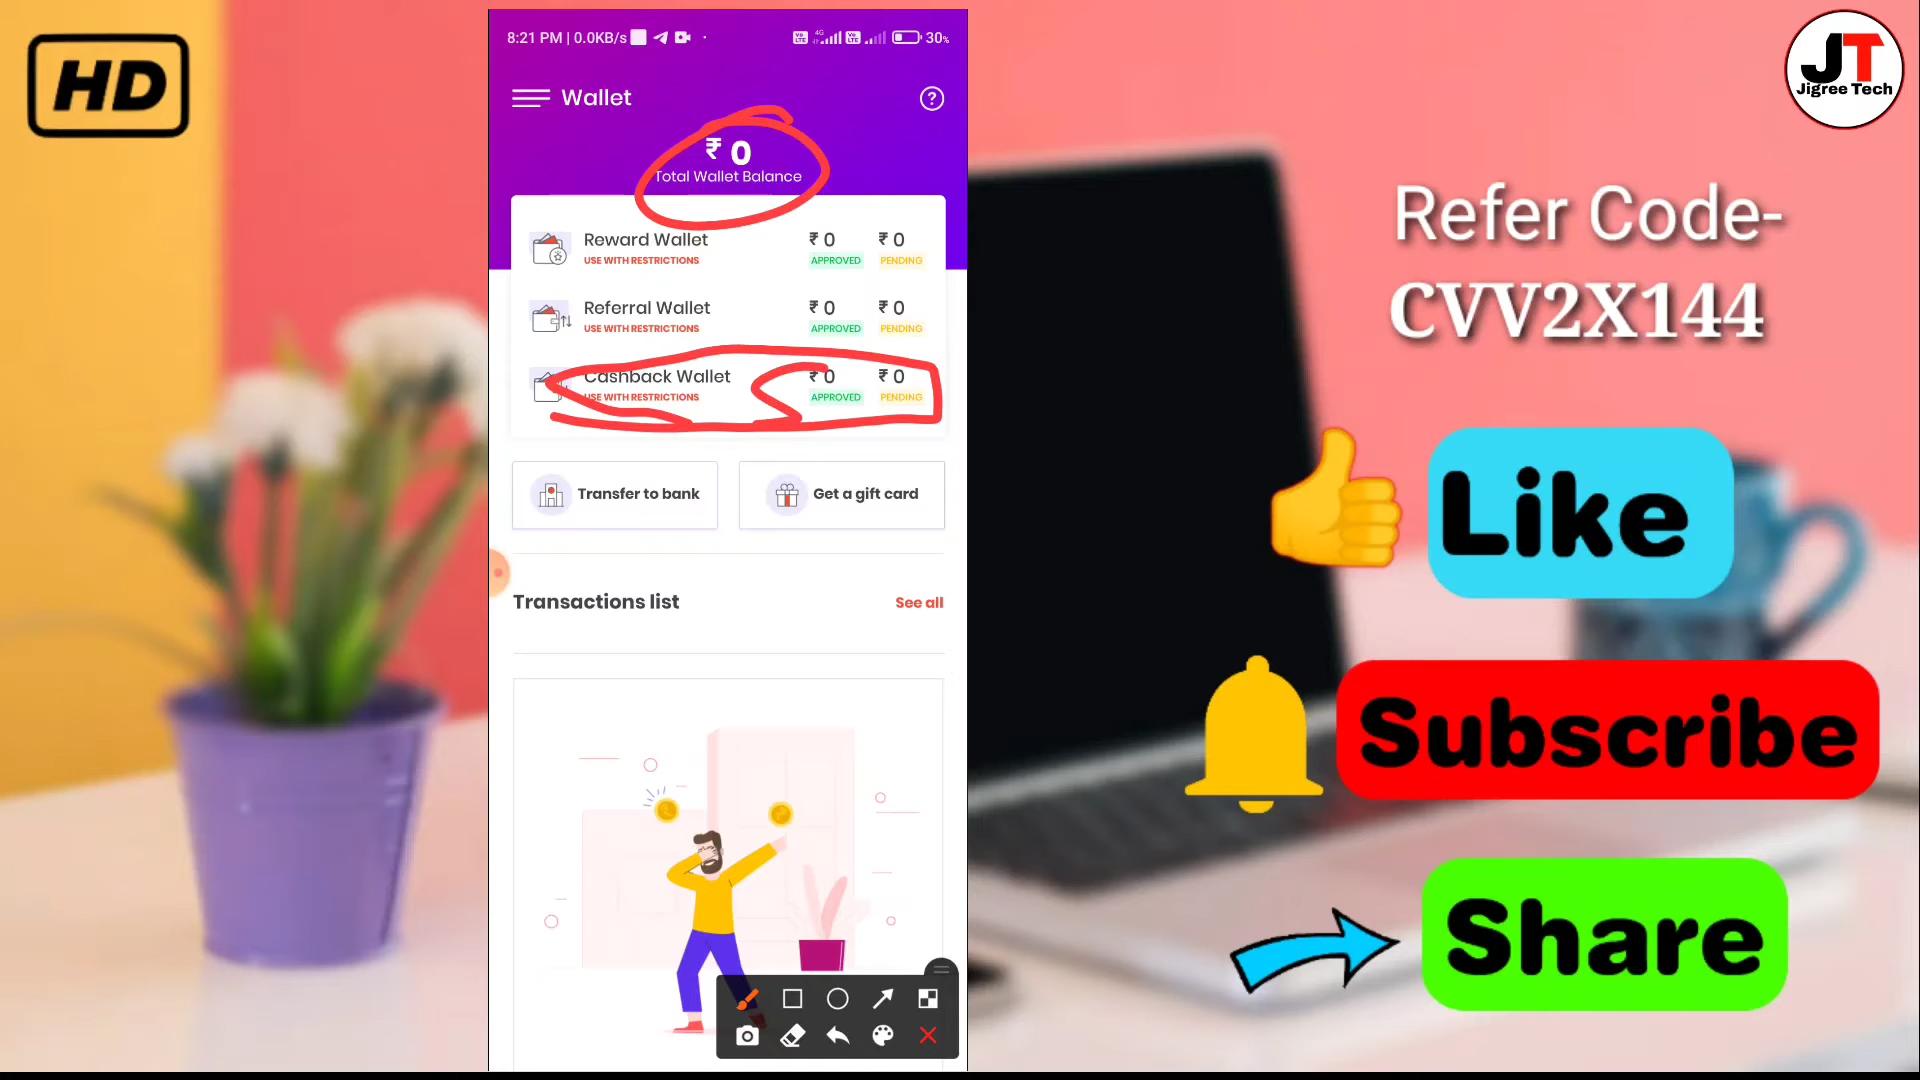 HD
8:21 PM | 0.0KB/s
4G
30%
Wallet
?
₹ 0
Total Wallet Balance
Reward Wallet
₹ 0
₹ 0
USE WITH RESTRICTIONS
APPROVED
PENDING
Referral Wallet
₹ 0
₹ 0
USE WITH RESTRICTIONS
APPROVED
PENDING
Cashback Wallet
₹ 0
₹ 0
USE WITH RESTRICTIONS
APPROVED
PENDING
Transfer to bank
Get a gift card
Transactions list
See all
JT
Jigree Tech
Refer Code-
CVV2X144
Like
Subscribe
Share